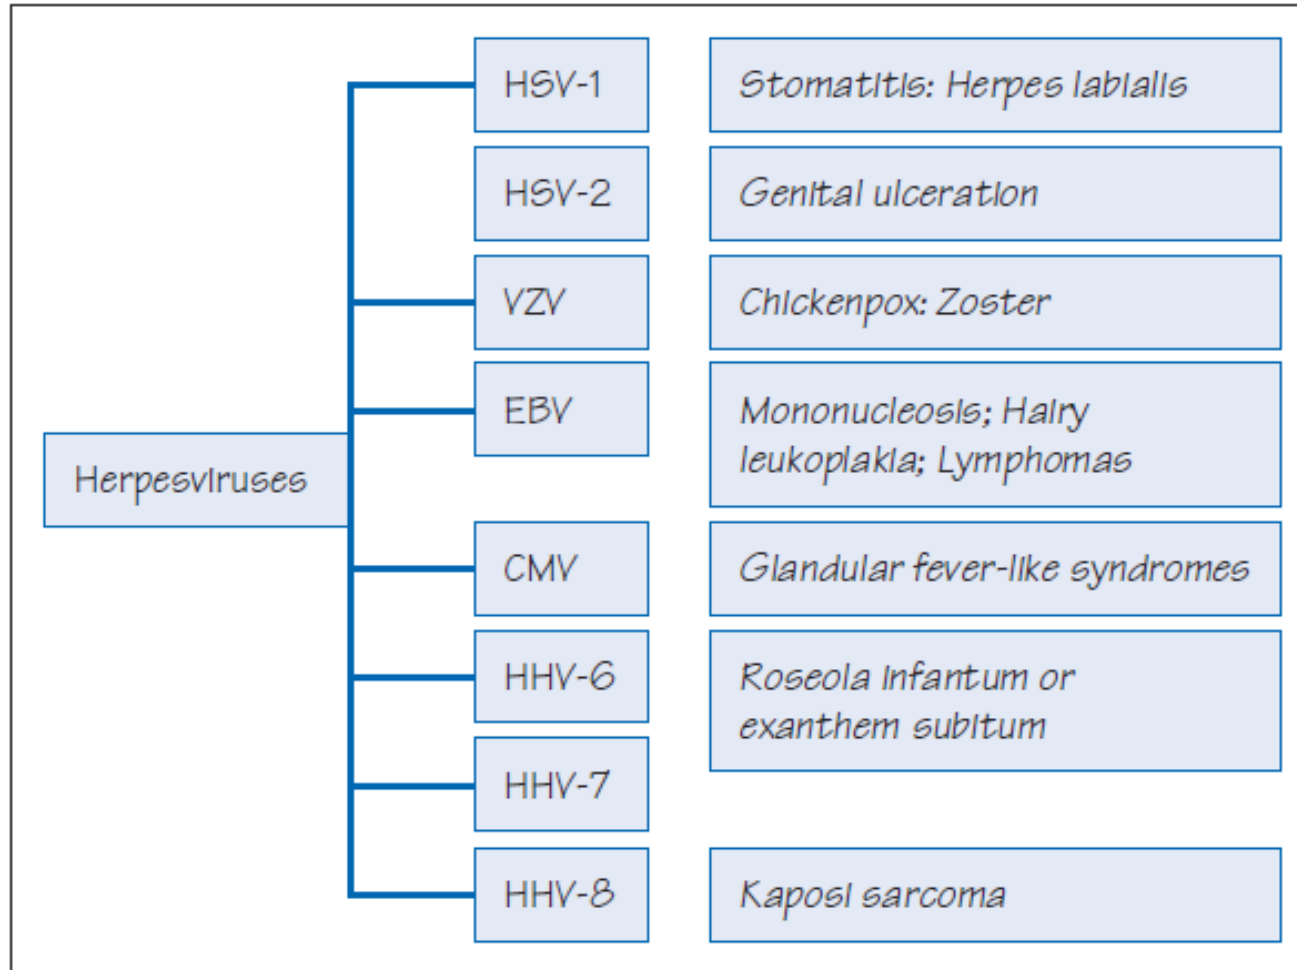 HSV-1
Stomatitis: Herpes labialis
HSV-2
Genital ulceration
VZV
Chickenpox: Zoster
EBV
Mononucleosis; Hairy
leukoplakia; Lymphomas
Herpesviruses
CMV
Glandular fever-like syndromes
HHV-6
Roseola infantum or
exanthem subitum
HHV-7
HHV-8
Kaposi sarcoma